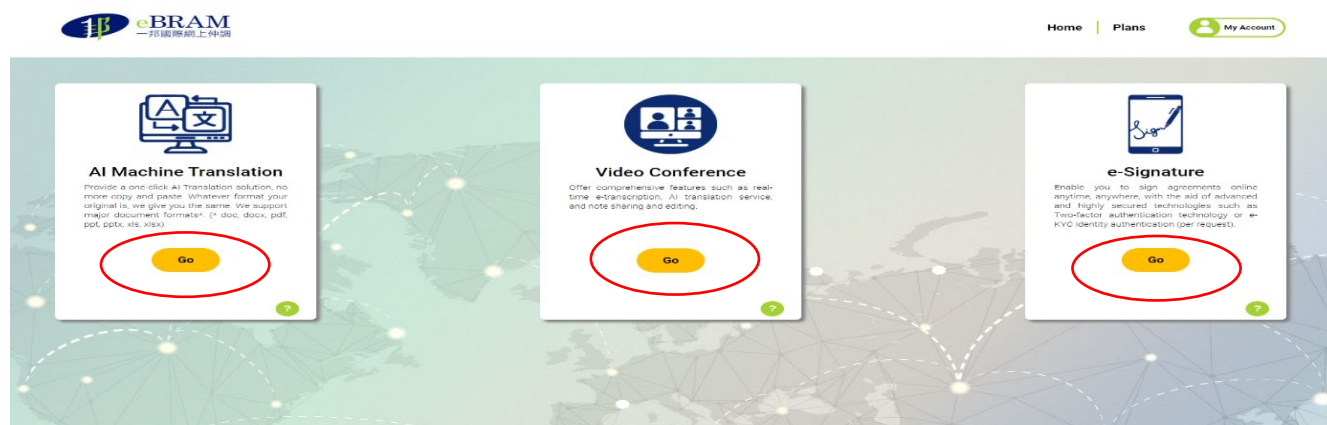 邦 eBRAM
一邦國際網上仲調
Home | Plans
My Account
A
文
AI Machine Translation
Provide a one-click AI Translation solution, no
more copy and paste. Whatever format your
original is, we give you the same. We support
major document formats^. (^ doc, docx, pdf,
ppt, pptx, xls, xlsx)
Go
?
Video Conference
Offer comprehensive features such as real-
time e-transcription, AI translation service,
and note sharing and editing.
Go
?
Sign
e-Signature
Enable you to sign agreements online
anytime, anywhere, with the aid of advanced
and highly secured technologies such as
Two-factor authentication technology or e-
KYC identity authentication (per request).
Go
?